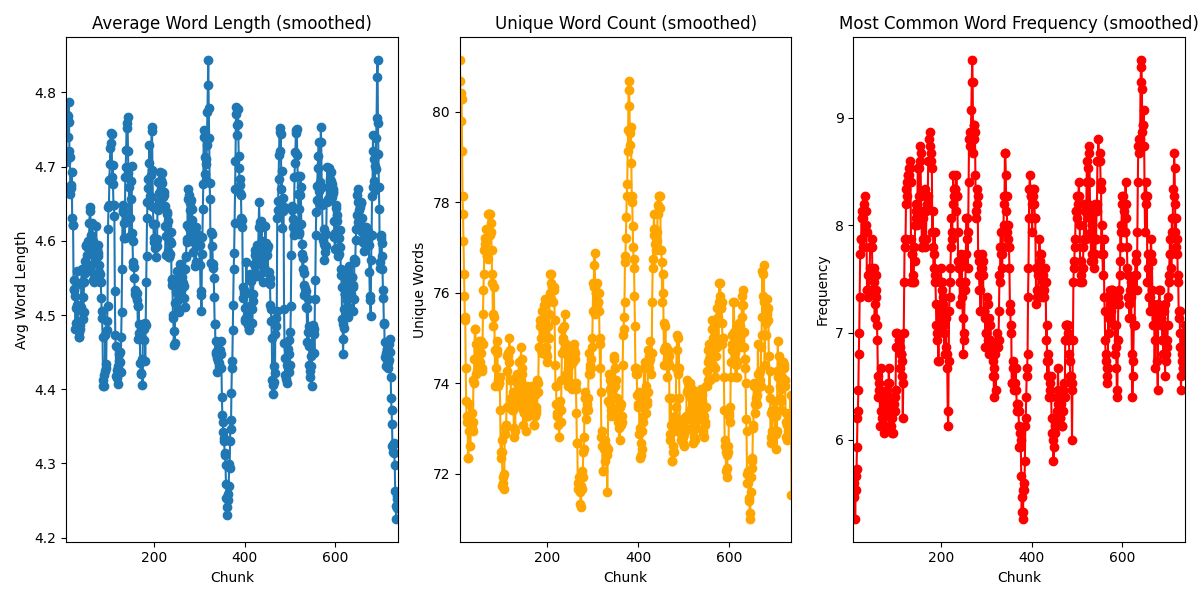 Average Word Length (smoothed)
Avg Word Length
4.8
4.7
4.6
4.5
4.4
4.3
4.2
200 400 600
Chunk
Unique Word Count (smoothed)
Unique Words
80
78
76
74
72
200 400 600
Chunk
Most Common Word Frequency (smoothed)
Frequency
9
8
7
6
200 400 600
Chunk